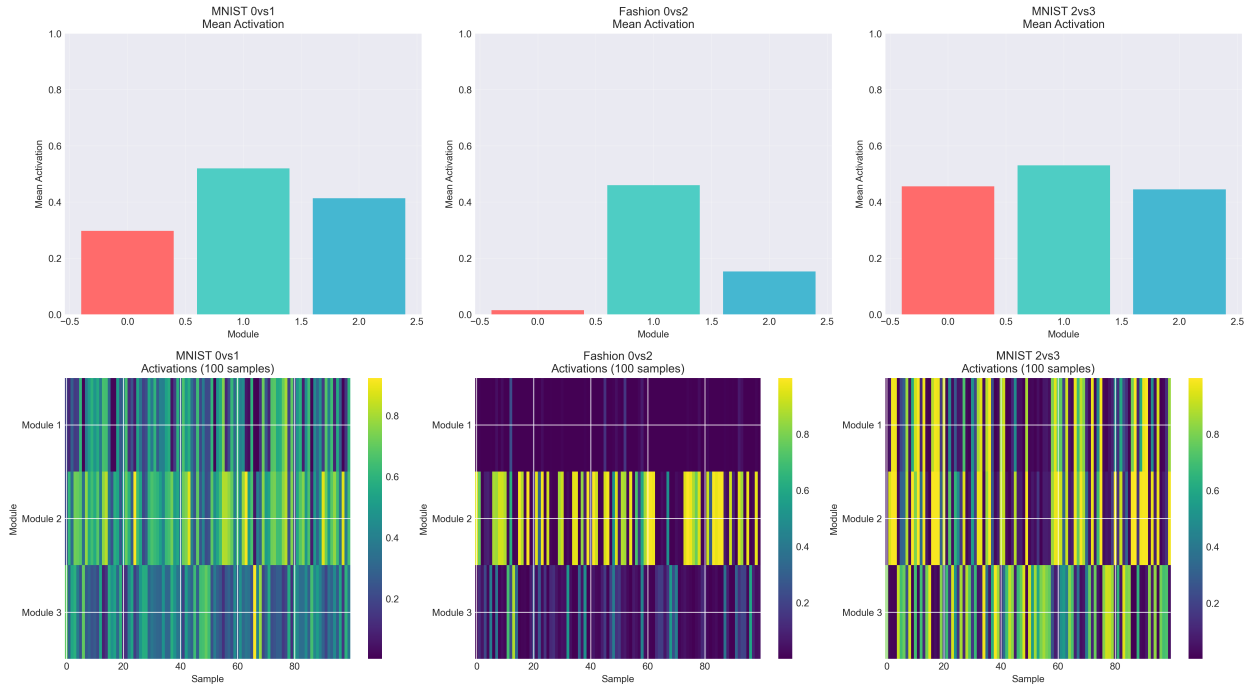 MNIST 0vs1
Mean Activation
Mean Activation
1.0
0.8
0.6
0.4
0.2
0.0
−0.5 0.0 0.5 1.0 1.5 2.0 2.5
Module
Fashion 0vs2
Mean Activation
Mean Activation
1.0
0.8
0.6
0.4
0.2
0.0
−0.5 0.0 0.5 1.0 1.5 2.0 2.5
Module
MNIST 2vs3
Mean Activation
Mean Activation
1.0
0.8
0.6
0.4
0.2
0.0
−0.5 0.0 0.5 1.0 1.5 2.0 2.5
Module
MNIST 0vs1
Activations (100 samples)
Module
Module 1
Module 2
Module 3
0 20 40 60 80
Sample
0.8
0.6
0.4
0.2
Fashion 0vs2
Activations (100 samples)
Module
Module 1
Module 2
Module 3
0 20 40 60 80
Sample
0.8
0.6
0.4
0.2
MNIST 2vs3
Activations (100 samples)
Module
Module 1
Module 2
Module 3
0 20 40 60 80
Sample
0.8
0.6
0.4
0.2